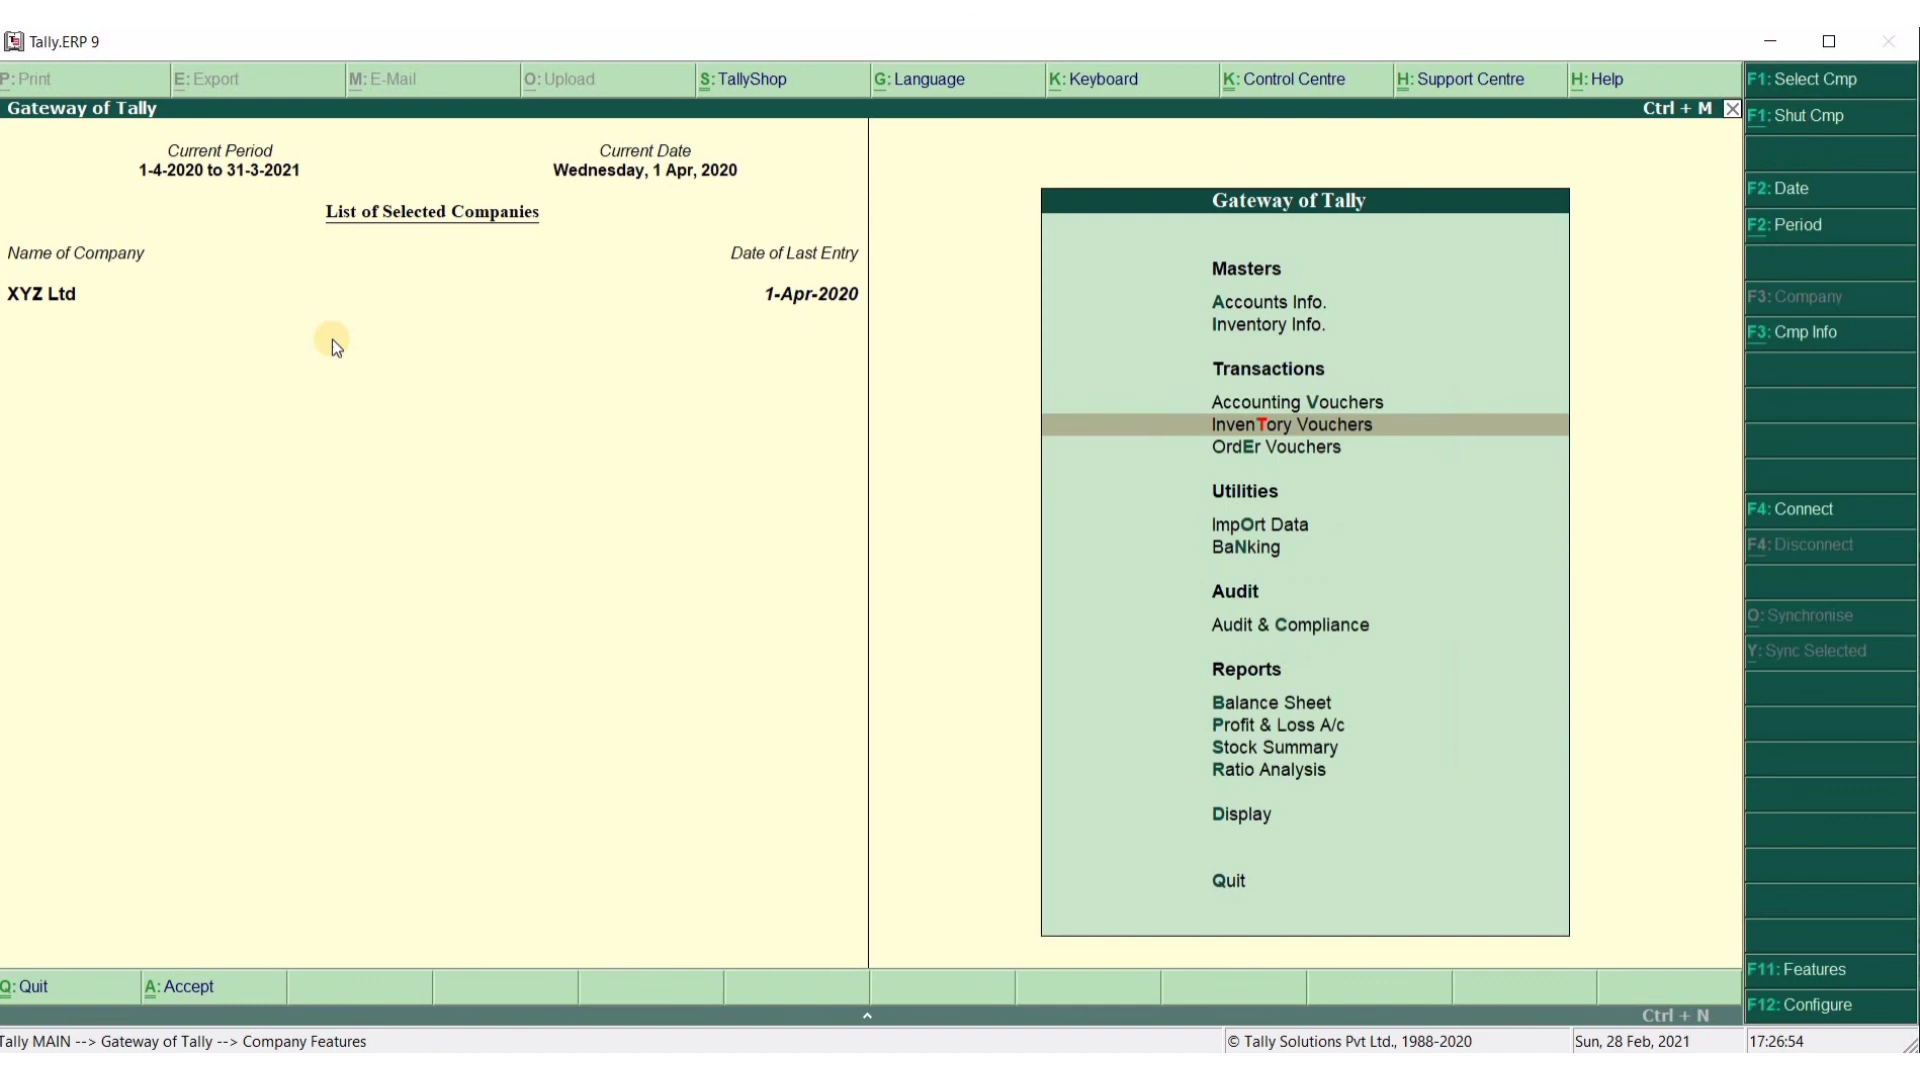 Tally.ERP 9
P: Print
E: Export
M: E-Mail
O: Upload
S: TallyShop
G: Language
K: Keyboard
K: Control Centre
H: Support Centre
H: Help
Gateway of Tally
Ctrl + M
Current Period
1-4-2020 to 31-3-2021
Current Date
Wednesday, 1 Apr, 2020
List of Selected Companies
Name of Company
Date of Last Entry
XYZ Ltd
1-Apr-2020
Gateway of Tally
Masters
Accounts Info.
Inventory Info.
Transactions
Accounting Vouchers
InvenTory Vouchers
OrdEr Vouchers
Utilities
ImpOrt Data
BaNking
Audit
Audit & Compliance
Reports
Balance Sheet
Profit & Loss A/c
Stock Summary
Ratio Analysis
Display
Quit
F1: Select Cmp
F1: Shut Cmp
F2: Date
F2: Period
F3: Company
F3: Cmp Info
F4: Connect
F4: Disconnect
O: Synchronise
Y: Sync Selected
F11: Features
F12: Configure
Q: Quit
A: Accept
Ctrl + N
Tally MAIN --> Gateway of Tally --> Company Features
© Tally Solutions Pvt Ltd., 1988-2020
Sun, 28 Feb, 2021
17:26:54